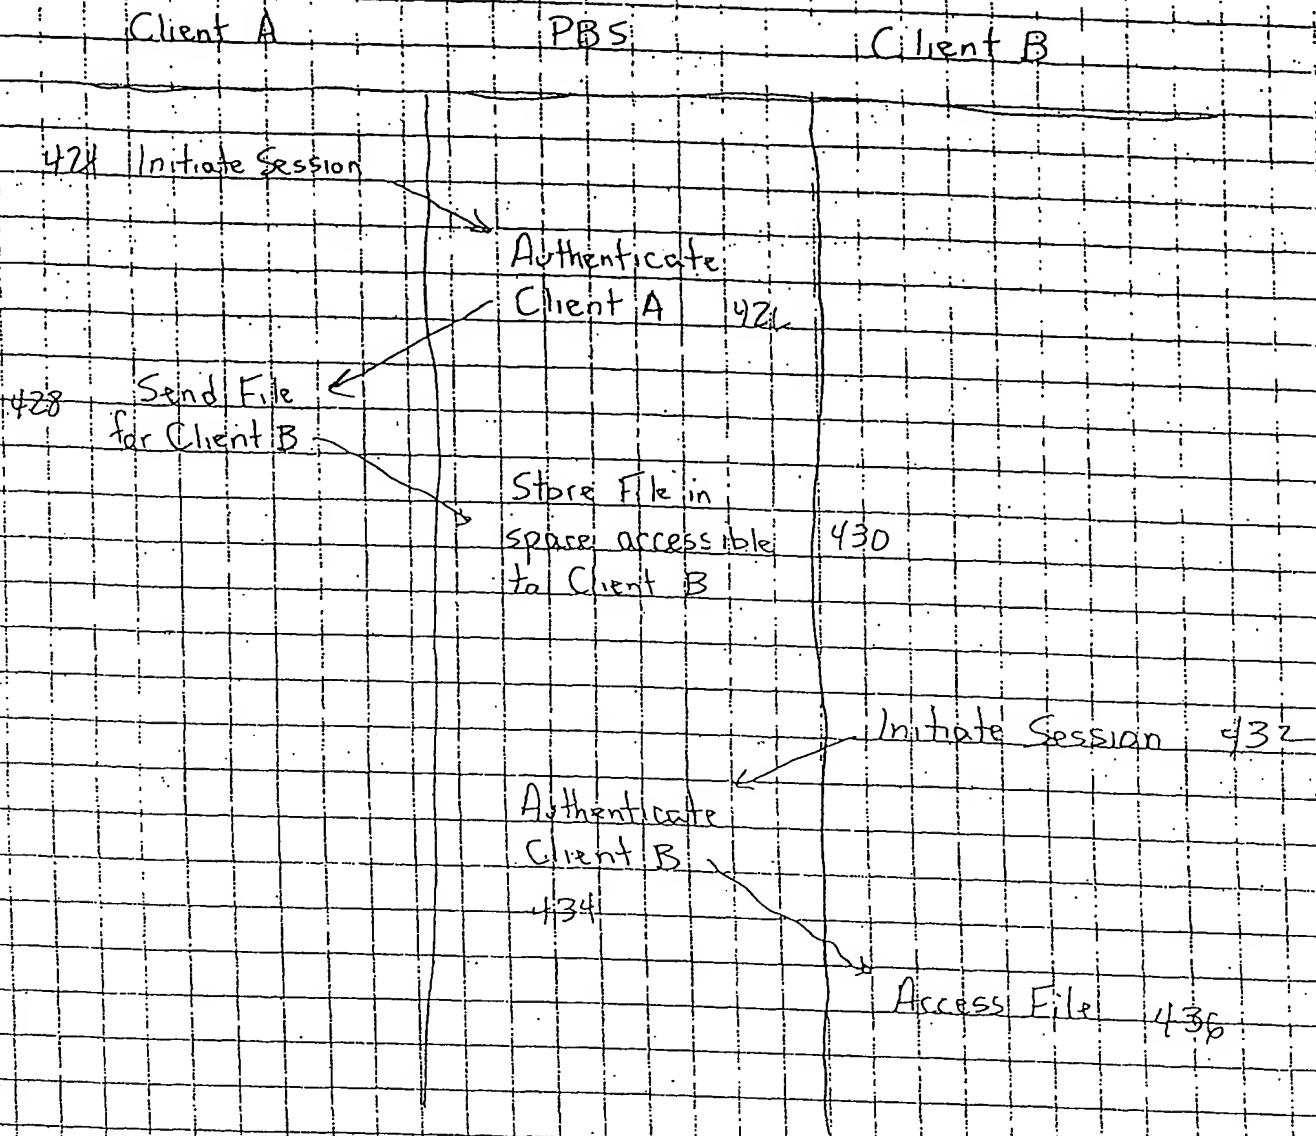 Client A PBS Client B
424 Initiate Session
Authenticate
Client A 426
Send File
428 for Client B
Store File in
space accessible 430
to Client B
Initiate Session 432
Authenticate
Client B
434
Access File 436